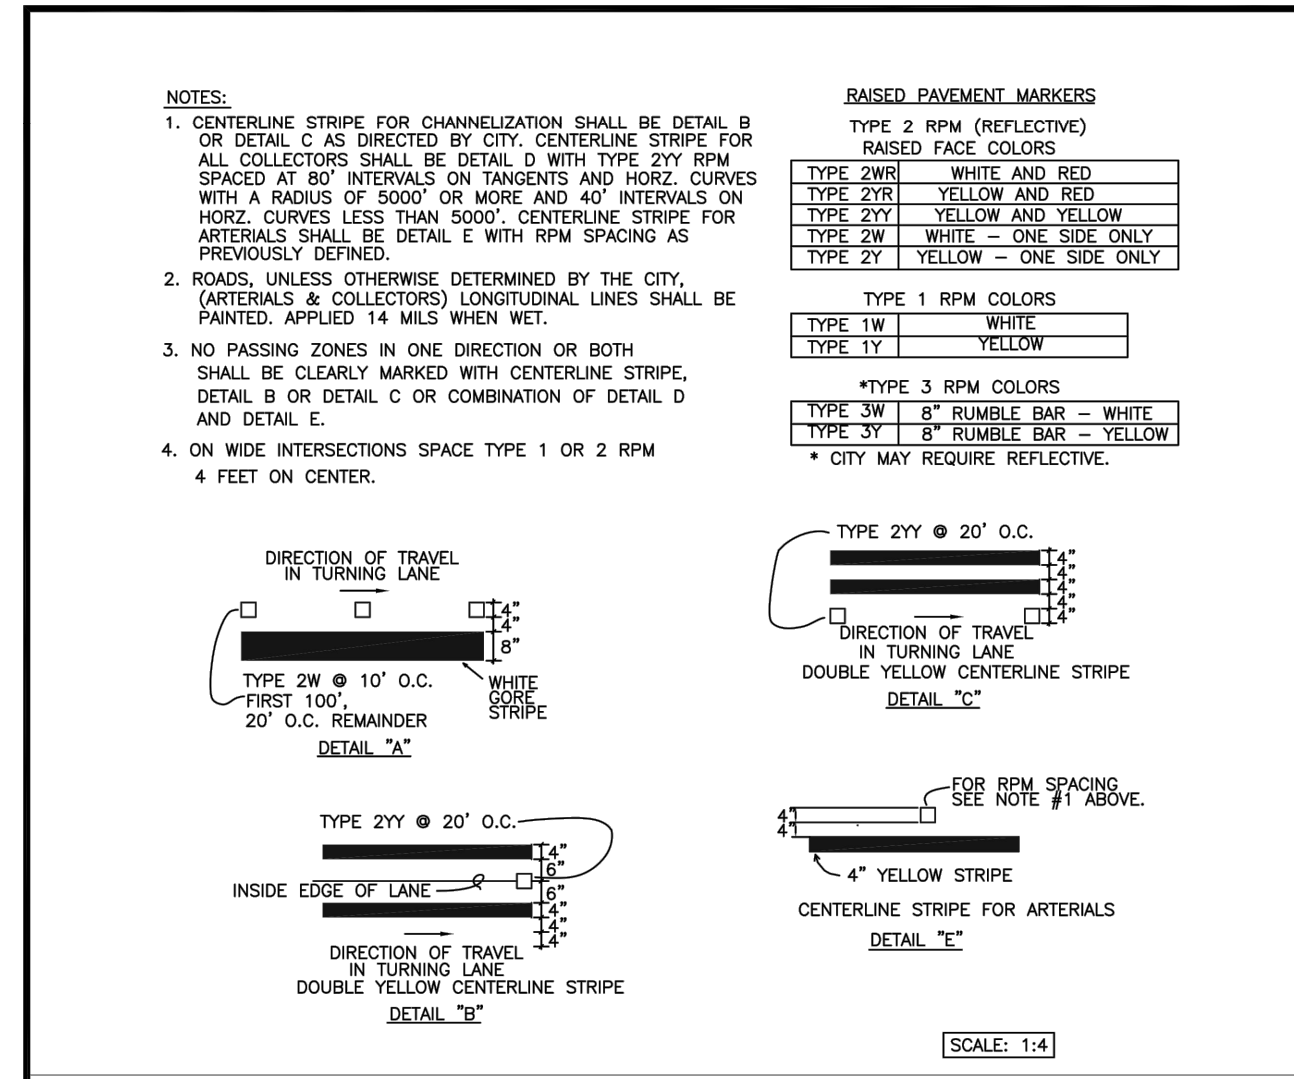 NOTES:
1. CENTERLINE STRIPE FOR CHANNELIZATION SHALL BE DETAIL B
OR DETAIL C AS DIRECTED BY CITY. CENTERLINE STRIPE FOR
ALL COLLECTORS SHALL BE DETAIL D WITH TYPE 2YY RPM
SPACED AT 80' INTERVALS ON TANGENTS AND HORZ. CURVES
WITH A RADIUS OF 5000' OR MORE AND 40' INTERVALS ON
HORZ. CURVES LESS THAN 5000'. CENTERLINE STRIPE FOR
ARTERIALS SHALL BE DETAIL E WITH RPM SPACING AS
PREVIOUSLY DEFINED.
2. ROADS, UNLESS OTHERWISE DETERMINED BY THE CITY,
(ARTERIALS & COLLECTORS) LONGITUDINAL LINES SHALL BE
PAINTED. APPLIED 14 MILS WHEN WET.
3. NO PASSING ZONES IN ONE DIRECTION OR BOTH
SHALL BE CLEARLY MARKED WITH CENTERLINE STRIPE,
DETAIL B OR DETAIL C OR COMBINATION OF DETAIL D
AND DETAIL E.
4. ON WIDE INTERSECTIONS SPACE TYPE 1 OR 2 RPM
4 FEET ON CENTER.
RAISED PAVEMENT MARKERS
TYPE 2 RPM (REFLECTIVE)
RAISED FACE COLORS
TYPE 2WR WHITE AND RED
TYPE 2YR YELLOW AND RED
TYPE 2YY YELLOW AND YELLOW
TYPE 2W WHITE – ONE SIDE ONLY
TYPE 2Y YELLOW – ONE SIDE ONLY
TYPE 1 RPM COLORS
TYPE 1W WHITE
TYPE 1Y YELLOW
*TYPE 3 RPM COLORS
TYPE 3W 8" RUMBLE BAR – WHITE
TYPE 3Y 8" RUMBLE BAR – YELLOW
* CITY MAY REQUIRE REFLECTIVE.
DIRECTION OF TRAVEL
IN TURNING LANE
4"
4"
8"
TYPE 2W @ 10' O.C.
FIRST 100',
20' O.C. REMAINDER
WHITE
GORE
STRIPE
DETAIL "A"
TYPE 2YY @ 20' O.C.
4"
4"
4"
4"
4"
DIRECTION OF TRAVEL
IN TURNING LANE
DOUBLE YELLOW CENTERLINE STRIPE
DETAIL "C"
TYPE 2YY @ 20' O.C.
4"
6"
INSIDE EDGE OF LANE
6"
4"
4"
4"
DIRECTION OF TRAVEL
IN TURNING LANE
DOUBLE YELLOW CENTERLINE STRIPE
DETAIL "B"
FOR RPM SPACING
SEE NOTE #1 ABOVE.
4"
4"
4" YELLOW STRIPE
CENTERLINE STRIPE FOR ARTERIALS
DETAIL "E"
SCALE: 1:4